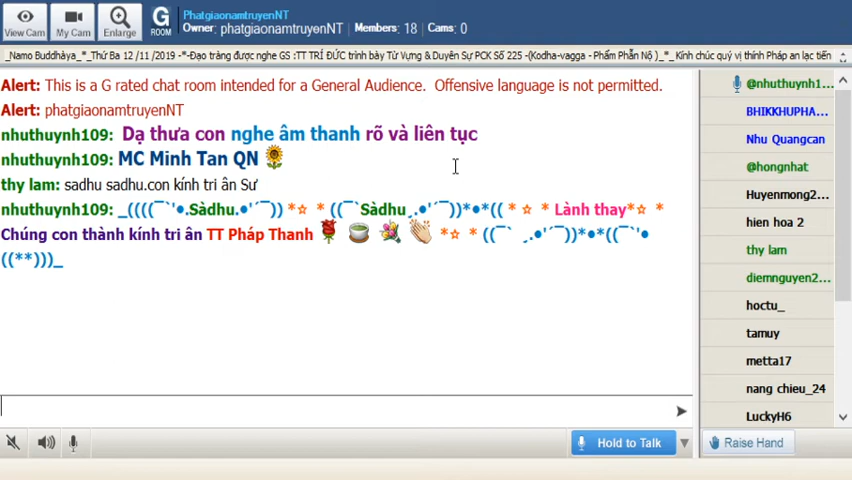 View Cam
My Cam
Enlarge
G
ROOM
PhatgiaonamtruyenNT
Owner: phatgiaonamtruyenNT | Members: 18 | Cams: 0
_Namo Buddhàya_*_Thứ Ba 12 /11 /2019 -*-Đạo tràng được nghe GS :TT TRÍ ĐỨC trình bày Từ Vựng & Duyên Sự PCK Số 225 -(Kodha-vagga - Phẩm Phẫn Nộ )_*_ Kính chúc quý vị thính Pháp an lạc tiến
Alert: This is a G rated chat room intended for a General Audience. Offensive language is not permitted.
Alert: phatgiaonamtruyenNT
nhuthuynh109: Dạ thưa con nghe âm thanh rõ và liên tục
nhuthuynh109: MC Minh Tan QN 🌻
thy lam: sadhu sadhu.con kính tri ân Sư
nhuthuynh109: _((((¯`'•.Sàdhu.•'´¯)) *☆ * ((¯`Sàdhu¸.•'´¯))*•*(( * ☆ * Lành thay*☆ *
Chúng con thành kính tri ân TT Pháp Thanh 🌹 🍵 💐 👏 *☆ * ((¯` ¸.•'´¯))*•*((¯`'•
((**)))_
@nhuthuynh1...
BHIKKHUPHA...
Nhu Quangcan
@hongnhat
Huyenmong2...
hien hoa 2
thy lam
diemnguyen2...
hoctu_
tamuy
metta17
nang chieu_24
LuckyH6
Hold to Talk
Raise Hand